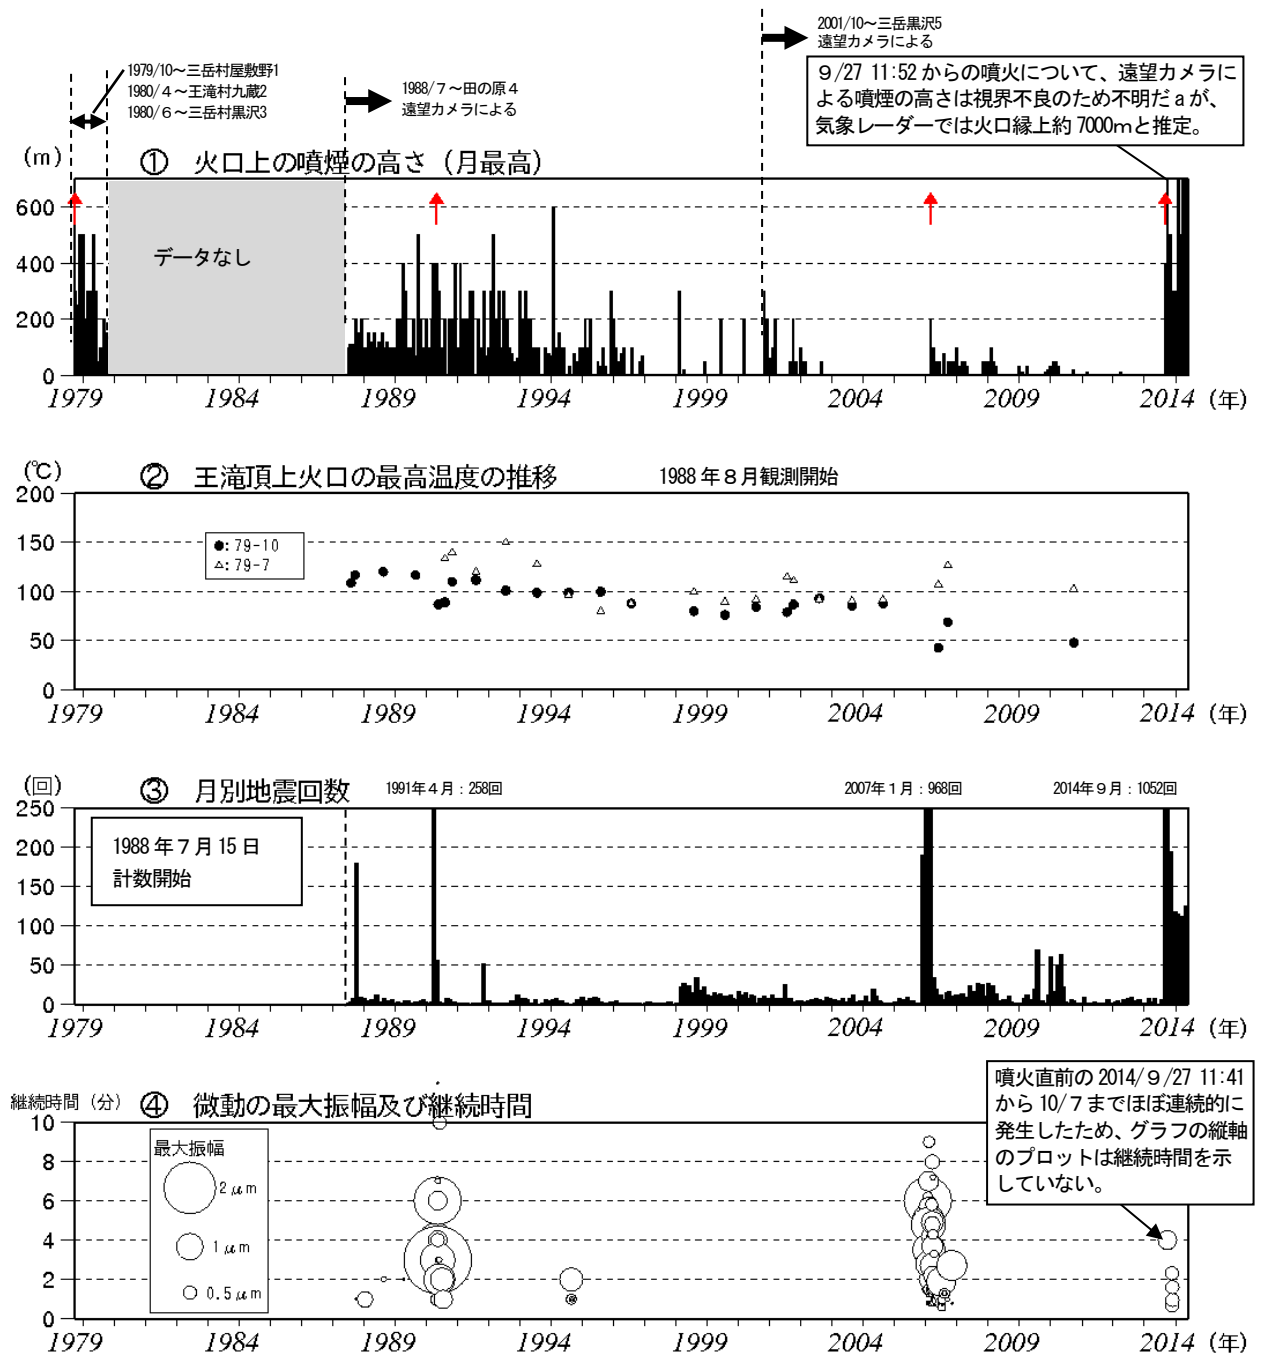 2001/10～三岳黒沢5
遠望カメラによる
9/27 11:52 からの噴火について、遠望カメラに
よる噴煙の高さは視界不良のため不明だ a が、
気象レーダーでは火口縁上約 7000mと推定。
1979/10～三岳村屋敷野1
1980/4～王滝村九蔵2
1980/6～三岳村黒沢3
1988/7～田の原4
遠望カメラによる
(m)
① 火口上の噴煙の高さ（月最高）
600
400
200
0
データなし
1979 1984 1989 1994 1999 2004 2009 2014 (年)
(℃)
② 王滝頂上火口の最高温度の推移
1988 年8月観測開始
200
150
100
50
0
●: 79-10
△: 79-7
1979 1984 1989 1994 1999 2004 2009 2014 (年)
(回)
③ 月別地震回数
1991年4月：258回
2007年1月：968回
2014年9月：1052回
250
200
150
100
50
0
1988 年7月 15 日
計数開始
1979 1984 1989 1994 1999 2004 2009 2014 (年)
継続時間（分）
④ 微動の最大振幅及び継続時間
噴火直前の 2014/9/27 11:41
から 10/7までほぼ連続的に
発生したため、グラフの縦軸
のプロットは継続時間を示
していない。
10
8
6
4
2
0
最大振幅
2μm
1μm
0.5μm
1979 1984 1989 1994 1999 2004 2009 2014 (年)